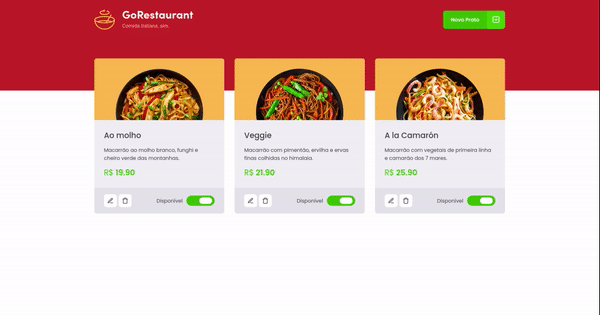 GoRestaurant
Comida italiana, sim.
Novo Prato
Ao molho
Macarrão ao molho branco, funghi e
cheiro verde das montanhas.
R$ 19.90
Disponível
Veggie
Macarrão com pimentão, ervilha e ervas
finas colhidas no himalaia.
R$ 21.90
Disponível
A la Camarón
Macarrão com vegetais de primeira linha
e camarão dos 7 mares.
R$ 25.90
Disponível